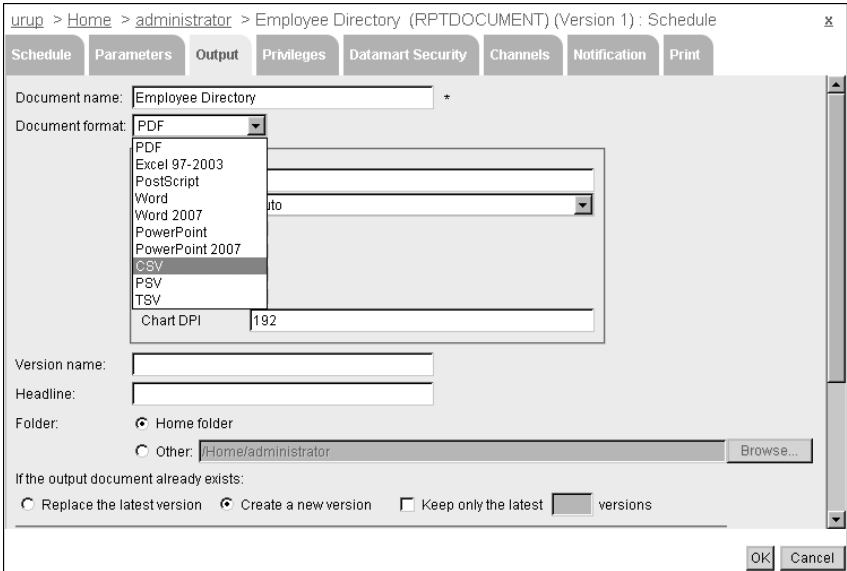 urup > Home > administrator > Employee Directory (RPTDOCUMENT) (Version 1) : Schedule x
Schedule Parameters Output Privileges Datamart Security Channels Notification Print
Document name: Employee Directory *
Document format: PDF
PDF
Excel 97-2003
PostScript
Word
Word 2007
PowerPoint
PowerPoint 2007
CSV
PSV
TSV
Chart DPI 192
Version name:
Headline:
Folder: Home folder
Other: /Home/administrator Browse...
If the output document already exists:
Replace the latest version Create a new version Keep only the latest versions
OK Cancel